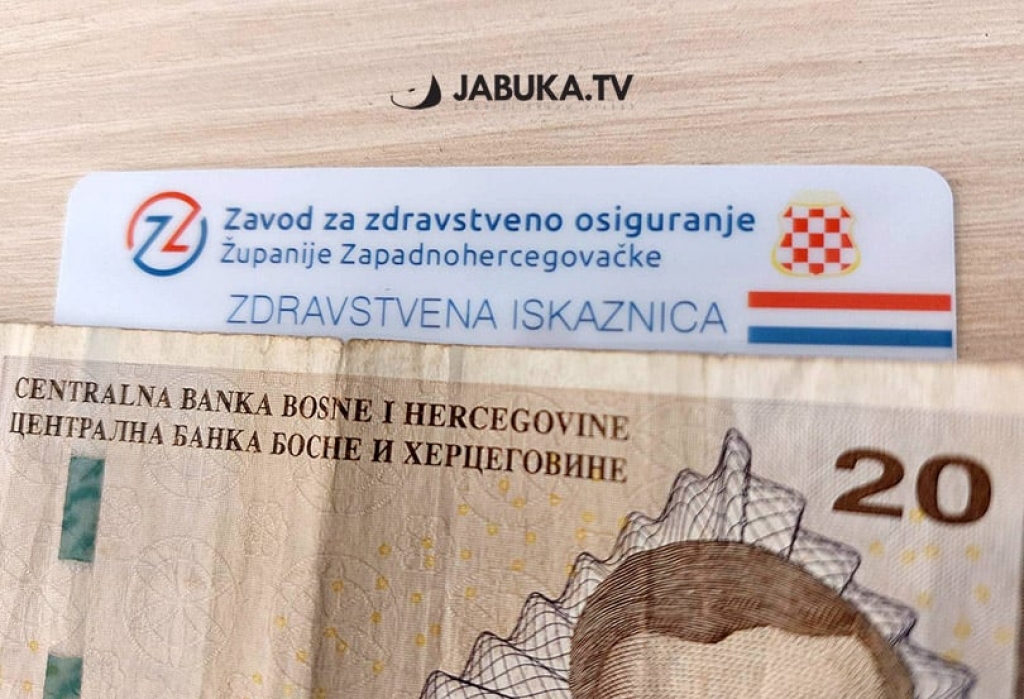 JABUKA.TV
Zavod za zdravstveno osiguranje
Županije Zapadnohercegovačke
ZDRAVSTVENA ISKAZNICA
CENTRALNA BANKA BOSNE I HERCEGOVINE
ЦЕНТРАЛНА БАНКА БОСНЕ И ХЕРЦЕГОВИНЕ
20